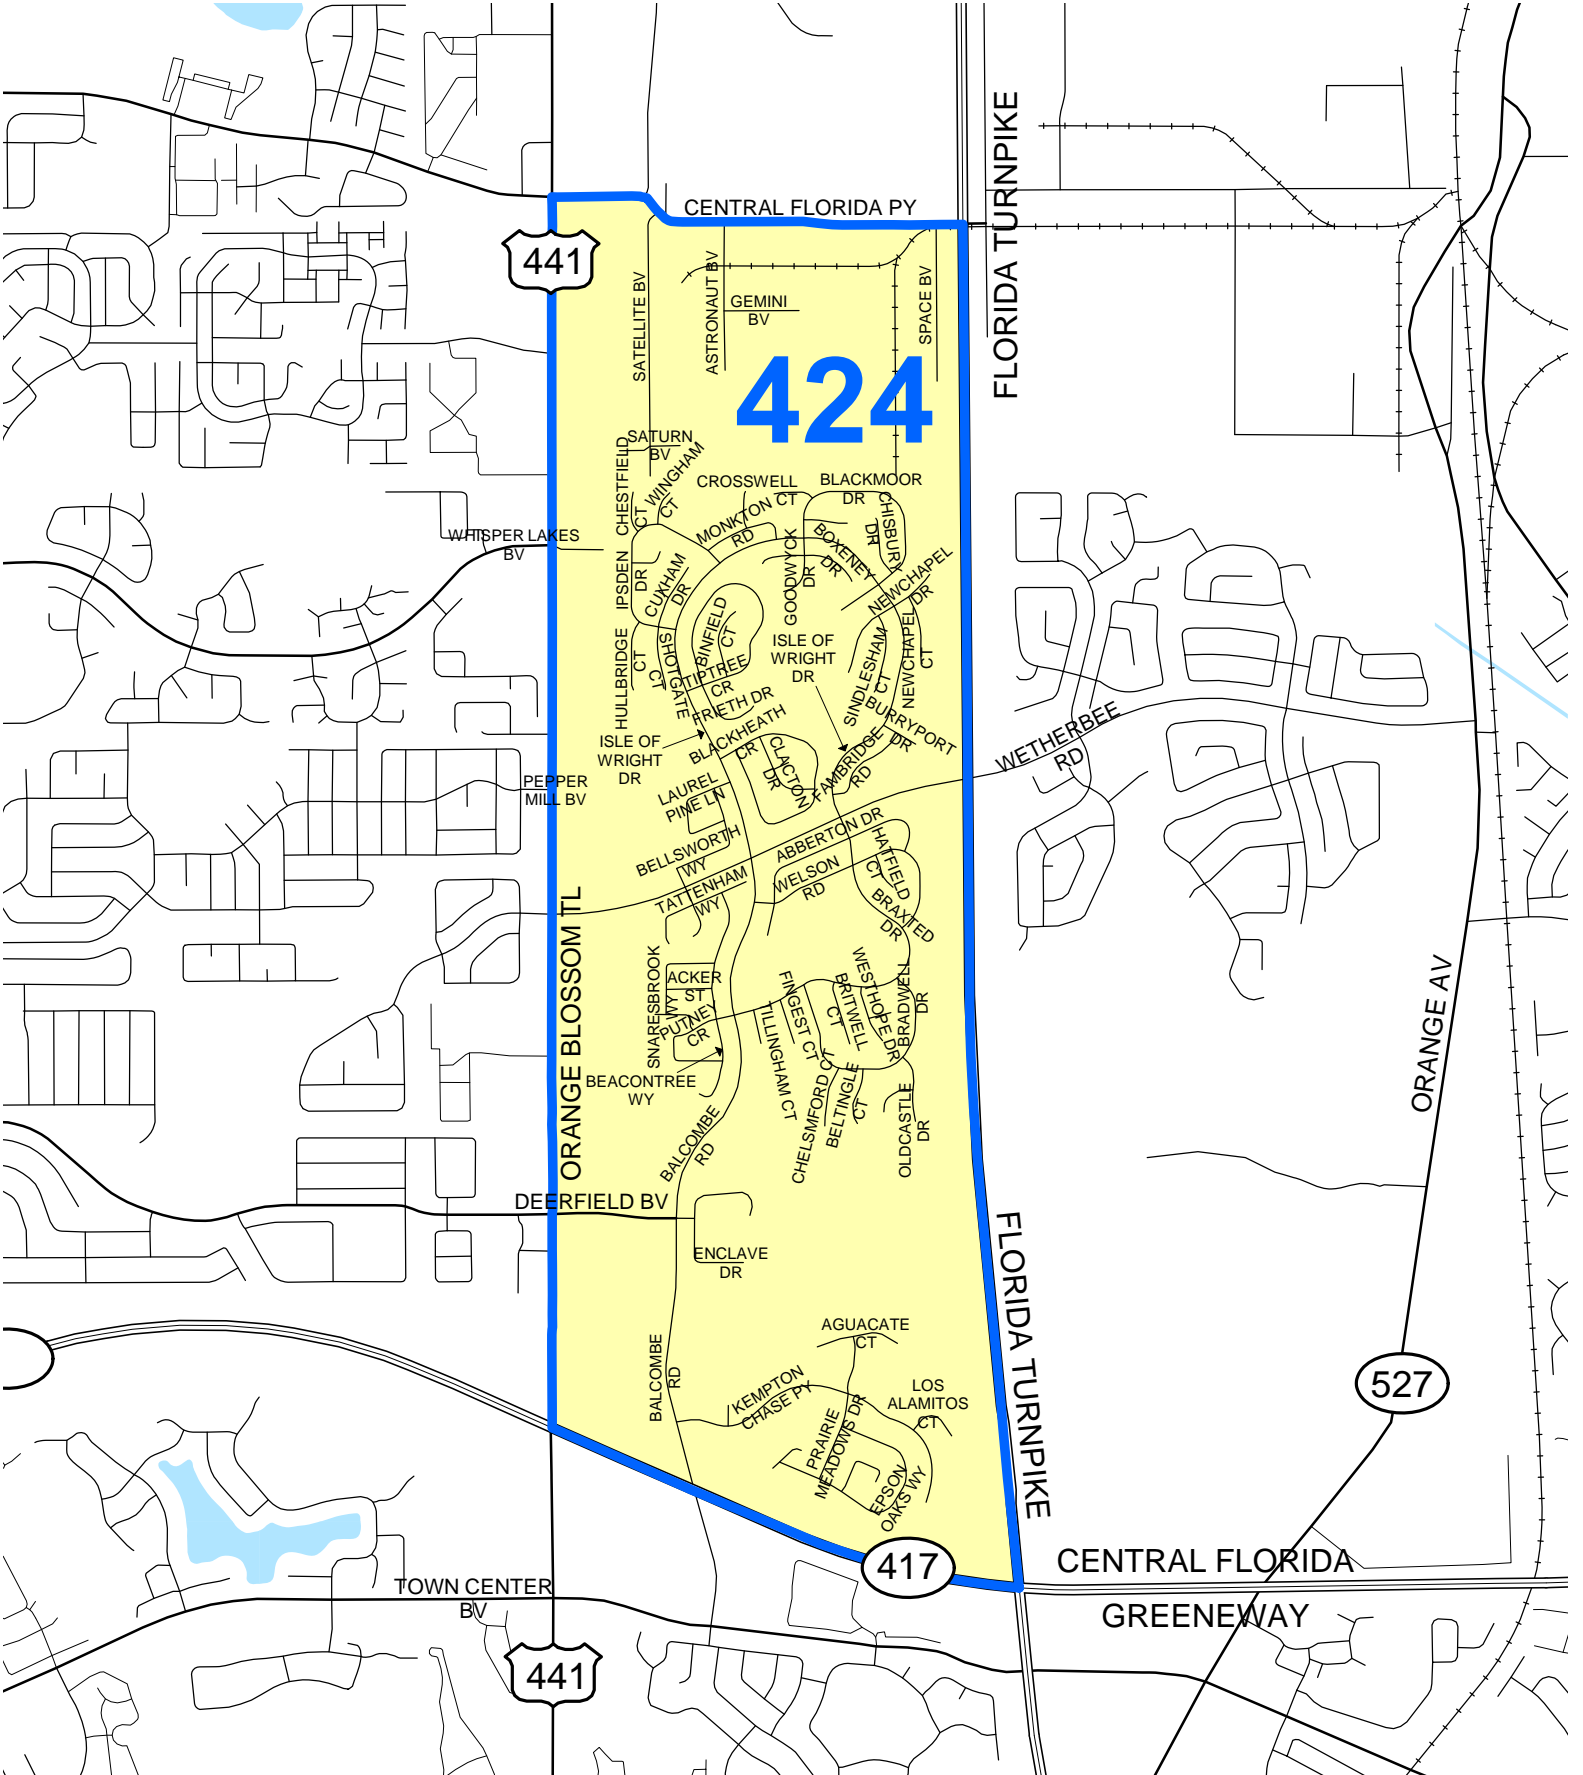 CENTRAL FLORIDA PY
FLORIDA TURNPIKE
441
SATELLITE BV
ASTRONAUT BV
GEMINI
BV
SPACE BV
424
SATURN
BV
CHESTFIELD
CT
WINGHAM
CT
CROSSWELL
CT
BLACKMOOR
DR
MONKTON
RD
CHISBURY
DR
BOXENEY
DR
GOODWYCK
DR
WHISPER LAKES
BV
IPSDEN
DR
CUXHAM
DR
NEWCHAPEL
DR
BINFIELD
CT
HULLBRIDGE
CT
CT
SHOTGATE
ISLE OF
WRIGHT
DR
SINDLESHAM
CT
NEWCHAPEL
CT
TIPTREE
CR
FRIETH DR
BURRYPORT
DR
BLACKHEATH
CR
ISLE OF
WRIGHT
DR
CLACTON
DR
FAMBRIDGE
RD
WETHERBEE
RD
PEPPER
MILL BV
LAUREL
PINE LN
BELLSWORTH
WY
ABBERTON DR
HATFIELD
CT
WELSON
RD
TATTENHAM
WY
BRAXTED
DR
ORANGE BLOSSOM TL
SNARESBROOK
WY
ACKER
ST
PUTNEY
CR
FINGEST CT
TILLINGHAM CT
BRITWELL
CT
WESTHOPE DR
BRADWELL
DR
BEACONTREE
WY
CHELSMFORD CT
BELTINGLE
CT
OLDCASTLE
DR
ORANGE AV
BALCOMBE
RD
DEERFIELD BV
ENCLAVE
DR
FLORIDA TURNPIKE
BALCOMBE
RD
AGUACATE
CT
KEMPTON
CHASE PY
LOS
ALAMITOS
CT
PRAIRIE
MEADOWS DR
EPSON
OAKS WY
527
417
CENTRAL FLORIDA
GREENEWAY
TOWN CENTER
BV
441